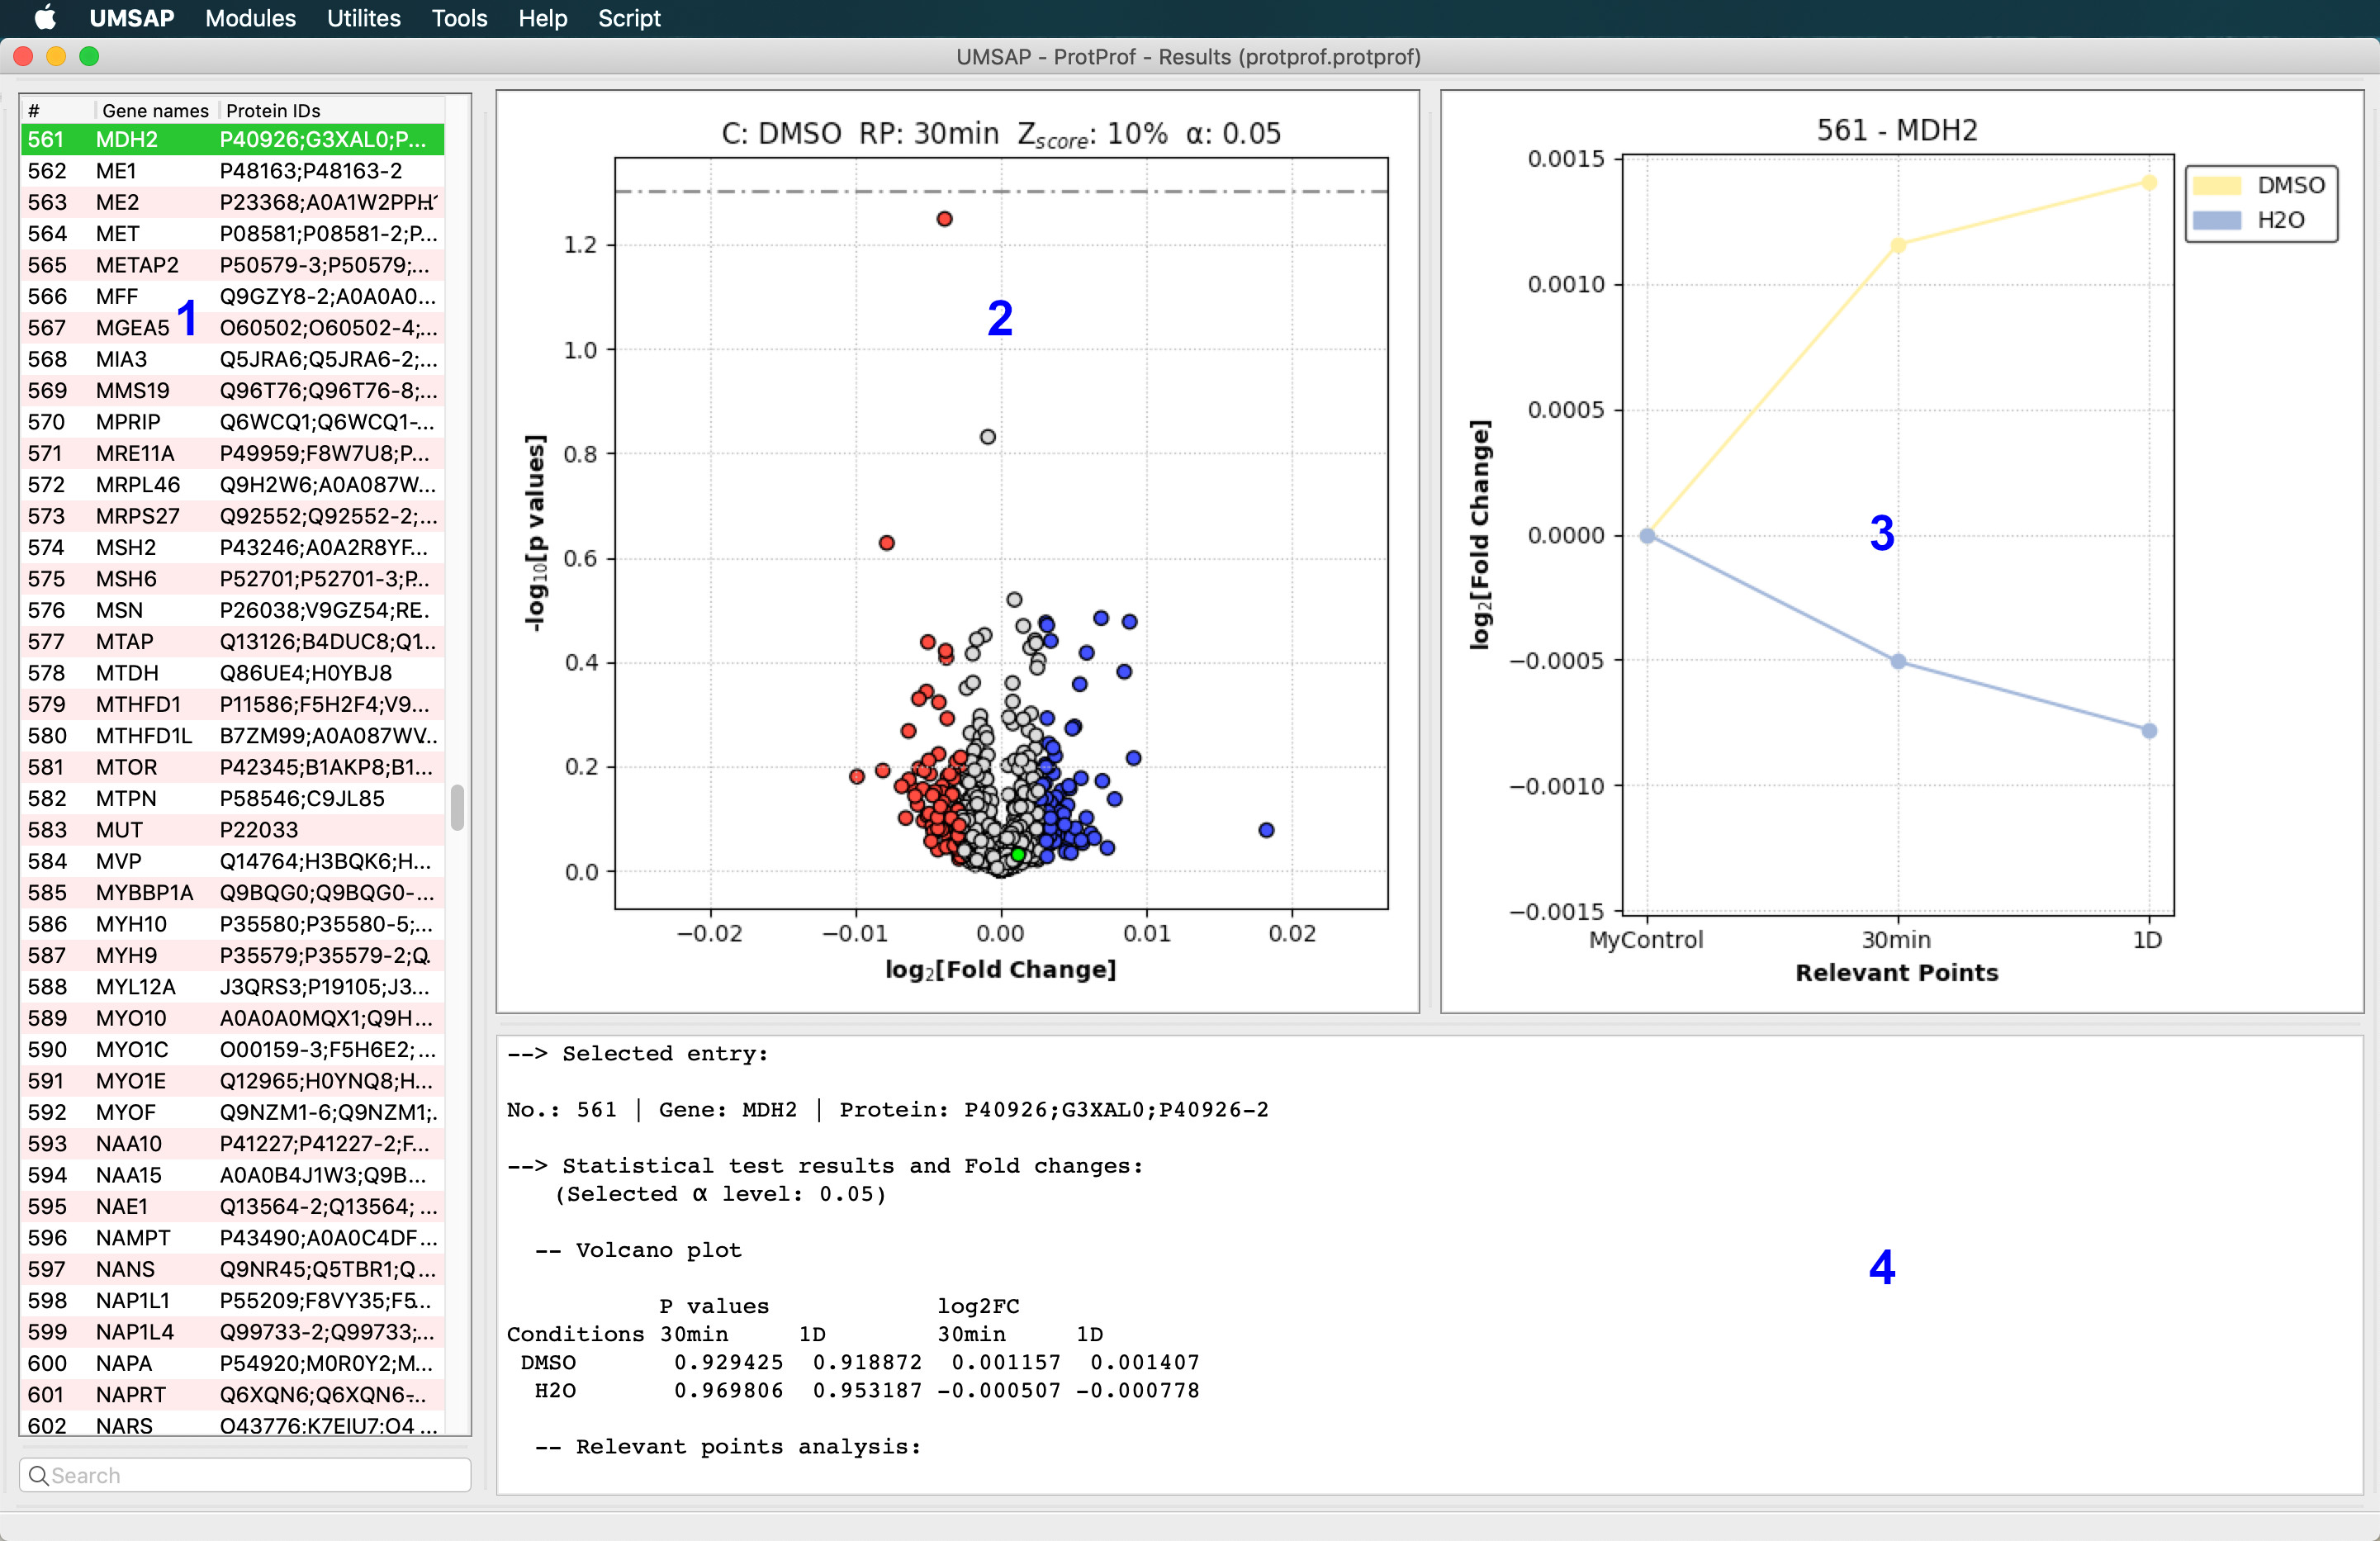 UMSAP Modules Utilites Tools Help Script
UMSAP - ProtProf - Results (protprof.protprof)
# Gene names Protein IDs
561 MDH2 P40926;G3XAL0;P...
562 ME1 P48163;P48163-2
563 ME2 P23368;A0A1W2PPH
564 MET P08581;P08581-2;P...
565 METAP2 P50579-3;P50579;...
566 MFF Q9GZY8-2;A0A0A0...
567 MGEA5 O60502;O60502-4;...
568 MIA3 Q5JRA6;Q5JRA6-2;...
569 MMS19 Q96T76;Q96T76-8;...
570 MPRIP Q6WCQ1;Q6WCQ1-...
571 MRE11A P49959;F8W7U8;P...
572 MRPL46 Q9H2W6;A0A087W...
573 MRPS27 Q92552;Q92552-2;...
574 MSH2 P43246;A0A2R8YF...
575 MSH6 P52701;P52701-3;P...
576 MSN P26038;V9GZ54;RE.
577 MTAP Q13126;B4DUC8;Q1...
578 MTDH Q86UE4;H0YBJ8
579 MTHFD1 P11586;F5H2F4;V9...
580 MTHFD1L B7ZM99;A0A087WV..
581 MTOR P42345;B1AKP8;B1...
582 MTPN P58546;C9JL85
583 MUT P22033
584 MVP Q14764;H3BQK6;H...
585 MYBBP1A Q9BQG0;Q9BQG0-...
586 MYH10 P35580;P35580-5;...
587 MYH9 P35579;P35579-2;Q.
588 MYL12A J3QRS3;P19105;J3...
589 MYO10 A0A0A0MQX1;Q9H...
590 MYO1C O00159-3;F5H6E2;...
591 MYO1E Q12965;H0YNQ8;H...
592 MYOF Q9NZM1-6;Q9NZM1;.
593 NAA10 P41227;P41227-2;F...
594 NAA15 A0A0B4J1W3;Q9B...
595 NAE1 Q13564-2;Q13564; ...
596 NAMPT P43490;A0A0C4DF...
597 NANS Q9NR45;Q5TBR1;Q...
598 NAP1L1 P55209;F8VY35;F5...
599 NAP1L4 Q99733-2;Q99733;...
600 NAPA P54920;M0R0Y2;M...
601 NAPRT Q6XQN6;Q6XQN6-...
602 NARS O43776;K7EIU7;O4 ...
1
Search
C: DMSO RP: 30min Zscore: 10% α: 0.05
1.2
1.0
0.8
0.6
0.4
0.2
0.0
-log10[p values]
2
−0.02 −0.01 0.00 0.01 0.02
log2[Fold Change]
561 - MDH2
DMSO
H2O
0.0015
0.0010
0.0005
0.0000
−0.0005
−0.0010
−0.0015
log2[Fold Change]
3
MyControl 30min 1D
Relevant Points
--> Selected entry:
No.: 561 | Gene: MDH2 | Protein: P40926;G3XAL0;P40926-2
--> Statistical test results and Fold changes:
(Selected α level: 0.05)
-- Volcano plot
4
P values log2FC
Conditions 30min 1D 30min 1D
DMSO 0.929425 0.918872 0.001157 0.001407
H2O 0.969806 0.953187 -0.000507 -0.000778
-- Relevant points analysis: